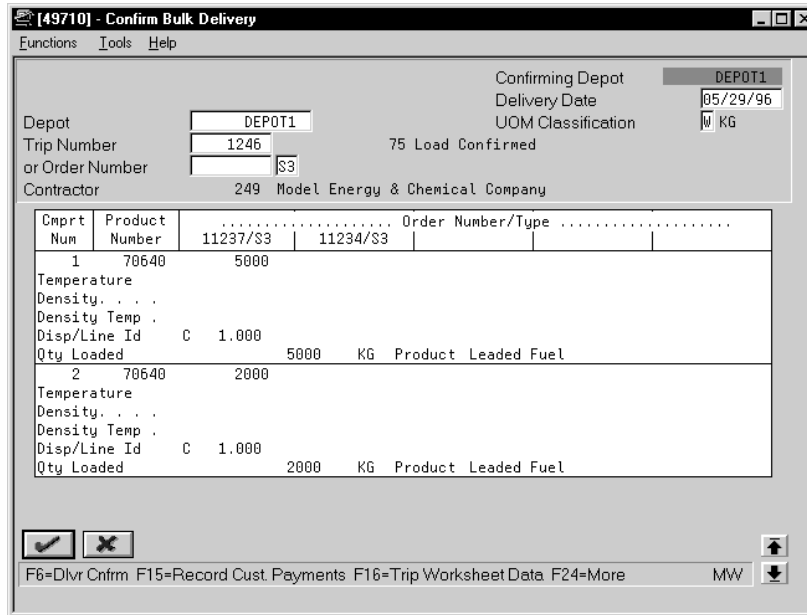 [49710] - Confirm Bulk Delivery
Functions Tools Help
Confirming Depot DEPOT1
Delivery Date 05/29/96
Depot DEPOT1 UOM Classification W KG
Trip Number 1246 75 Load Confirmed
or Order Number S3
Contractor 249 Model Energy & Chemical Company
Cmprt Product .................... Order Number/Type ....................
Num Number 11237/S3 | 11234/S3 | | |
1 70640 5000
Temperature
Density. . . .
Density Temp .
Disp/Line Id C 1.000
Qty Loaded 5000 KG Product Leaded Fuel
2 70640 2000
Temperature
Density. . . .
Density Temp .
Disp/Line Id C 1.000
Qty Loaded 2000 KG Product Leaded Fuel
F6=Dlvr Cnfrm F15=Record Cust. Payments F16=Trip Worksheet Data F24=More MW